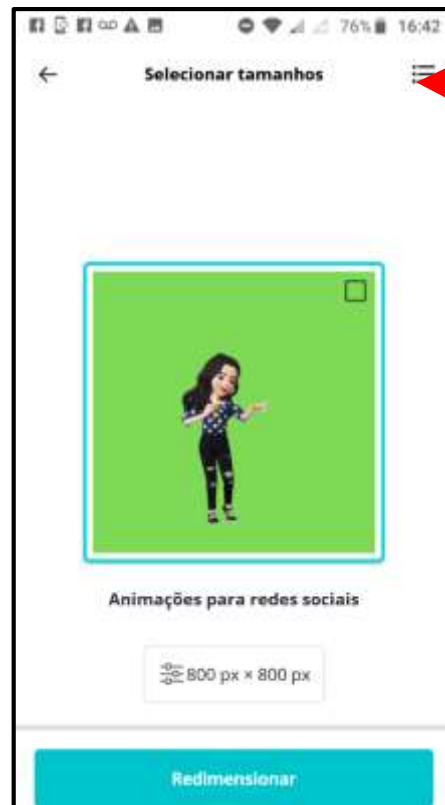 76% 16:42
Selecionar tamanhos
Animações para redes sociais
800 px × 800 px
Redimensionar